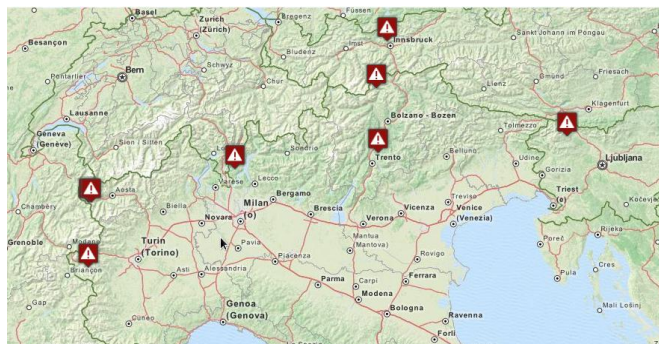 Basel
Zurich
(Zürich)
Bregenz
Füssen
Innsbruck
Sankt Johann im Pongau
Besançon
Bludenz
Imst
Pontarlier
Bern
Schwyz
Chur
Lienz
Gmünd
Friesach
Klagenfurt
Lausanne
Bolzano - Bozen
Tolmezzo
Geneva
(Genève)
Sion / Sitten
Sondrio
Trento
Belluno
Udine
Ljubljana
Gorizia
Aosta
Varese
Lecco
Bergamo
Treviso
Triest
Chambéry
Biella
Milan
Novara
Brescia
Verona
Vicenza
Venice
(Venezia)
Kočevje
Grenoble
Modane
Turin
(Torino)
Pavia
Mantua
(Mantova)
Rovigo
Poreč
Rijeka
Briançon
Asti
Alessandria
Piacenza
Parma
Carpi
Ferrara
Pula
Cres
Gap
Modena
Mali Lošinj
Cuneo
Genoa
(Genova)
Bologna
Ravenna
Forlì